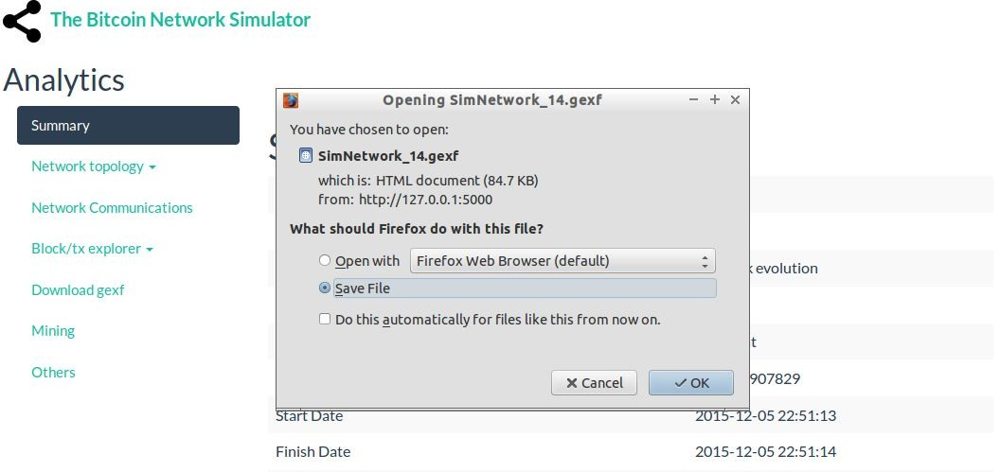 The Bitcoin Network Simulator
Analytics
Summary
Network topology
Network Communications
Block/tx explorer
Download gexf
Mining
Others
Opening SimNetwork_14.gexf
You have chosen to open:
SimNetwork_14.gexf
which is: HTML document (84.7 KB)
from: http://127.0.0.1:5000
What should Firefox do with this file?
Open with Firefox Web Browser (default)
Save File
Do this automatically for files like this from now on.
Cancel OK
evolution
907829
Start Date 2015-12-05 22:51:13
Finish Date 2015-12-05 22:51:14